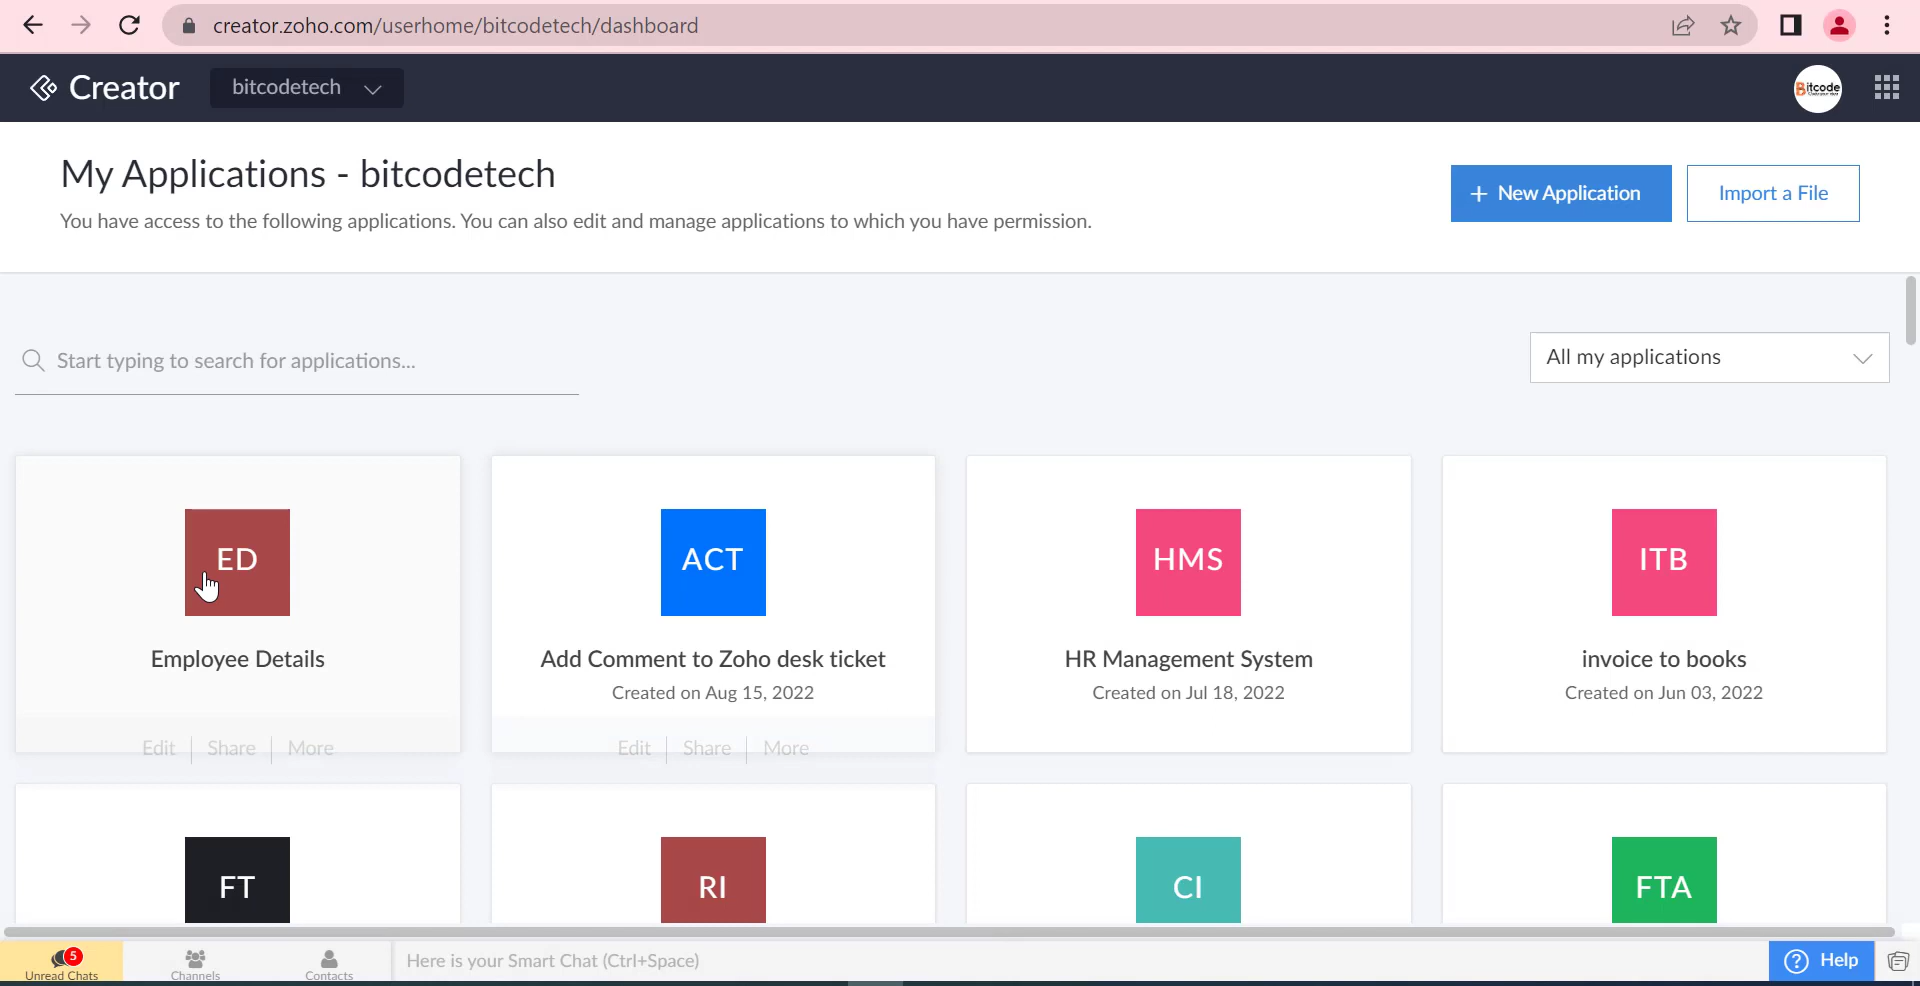 creator.zoho.com/userhome/bitcodetech/dashboard
Creator
bitcodetech
Bitcode
My Applications - bitcodetech
You have access to the following applications. You can also edit and manage applications to which you have permission.
+ New Application
Import a File
Start typing to search for applications...
All my applications
ED
Employee Details
Edit | Share | More
ACT
Add Comment to Zoho desk ticket
Created on Aug 15, 2022
Edit | Share | More
HMS
HR Management System
Created on Jul 18, 2022
ITB
invoice to books
Created on Jun 03, 2022
FT
RI
CI
FTA
5
Unread Chats
Channels
Contacts
Here is your Smart Chat (Ctrl+Space)
? Help